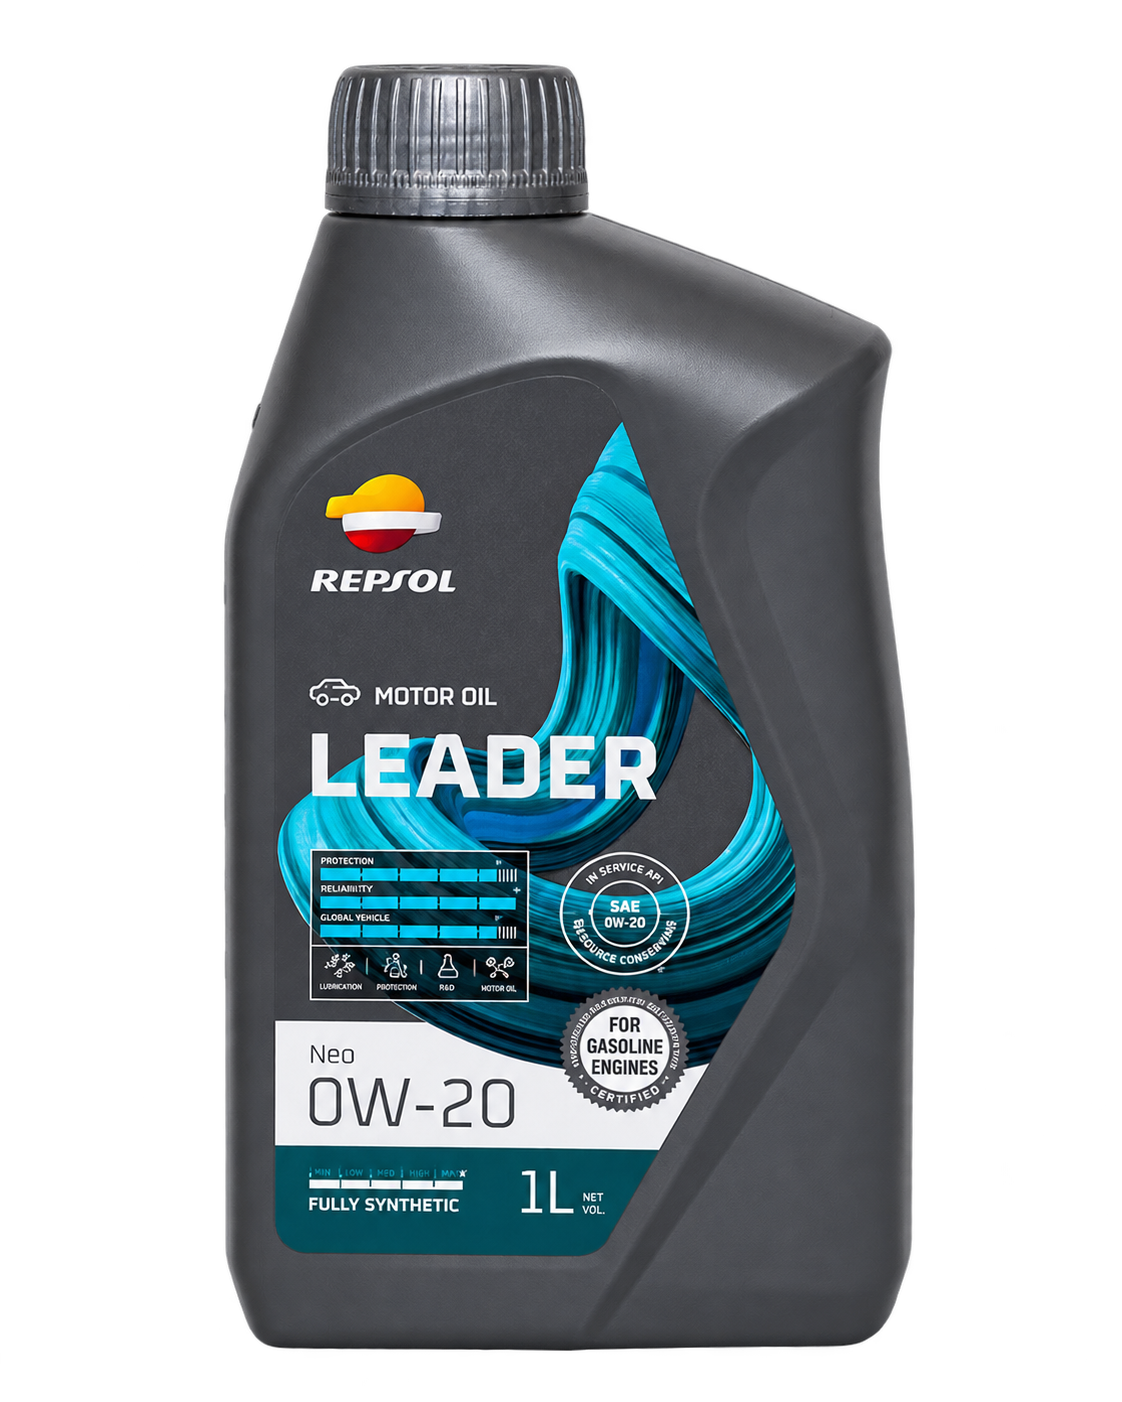 REPSOL
MOTOR OIL
LEADER
PROTECTION
GLOBAL VEHICLE
LUBRICATION
PROTECTION
R&D
MOTOR OIL
IN SERVICE API
SAE
0W-20
RESOURCE CONSERVING
FOR
GASOLINE
ENGINES
CERTIFIED
Neo
0W-20
MIN LOW MED HIGH
FULLY SYNTHETIC
1L NET
VOL.